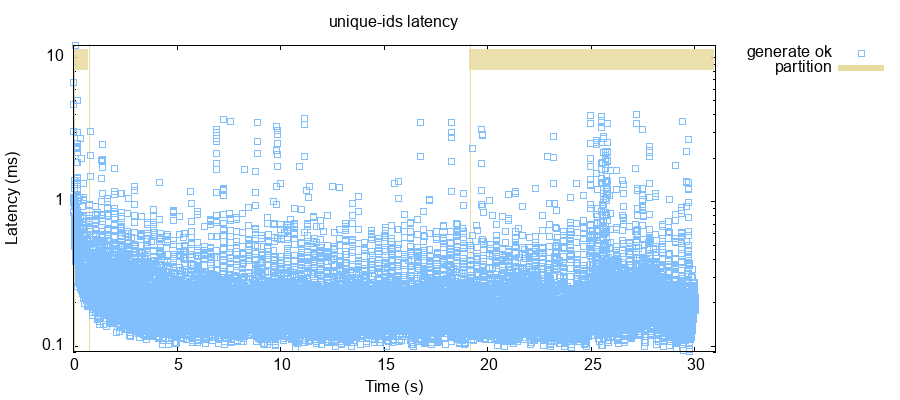 unique-ids latency
generate ok
partition
10
1
0.1
Latency (ms)
0 5 10 15 20 25 30
Time (s)